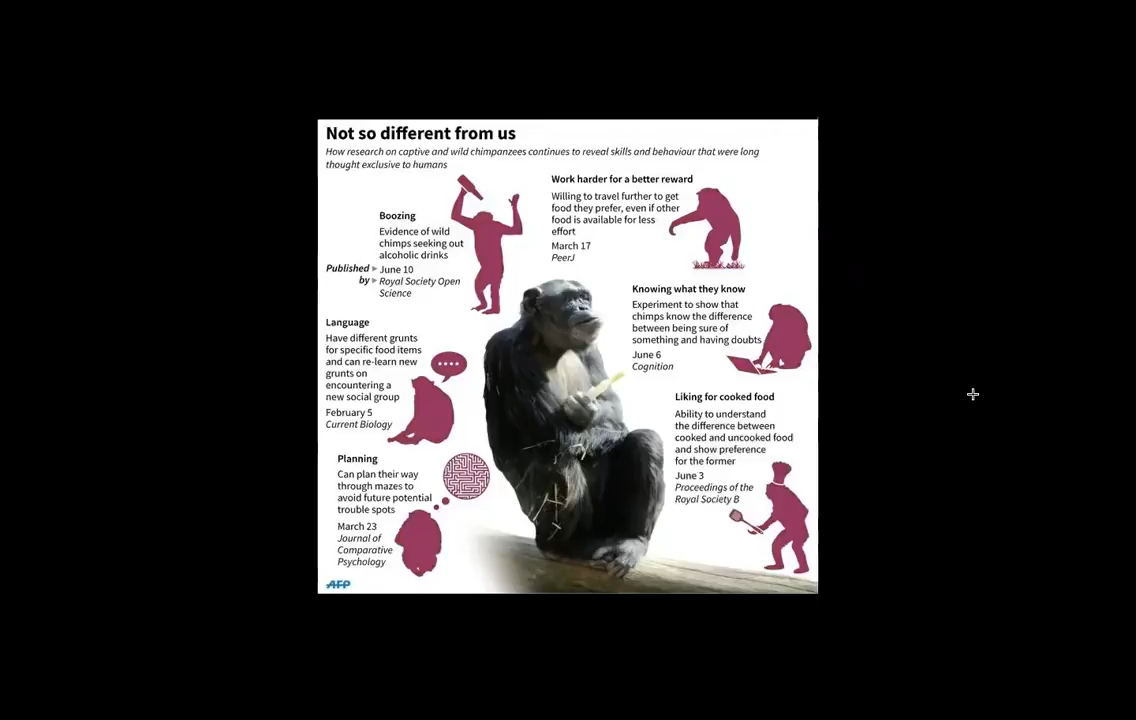 Not so different from us
How research on captive and wild chimpanzees continues to reveal skills and behaviour that were long
thought exclusive to humans
Boozing
Evidence of wild
chimps seeking out
alcoholic drinks
Published ▸ June 10
by ▸ Royal Society Open
Science
Language
Have different grunts
for specific food items
and can re-learn new
grunts on
encountering a
new social group
February 5
Current Biology
Planning
Can plan their way
through mazes to
avoid future potential
trouble spots
March 23
Journal of
Comparative
Psychology
Work harder for a better reward
Willing to travel further to get
food they prefer, even if other
food is available for less
effort
March 17
PeerJ
Knowing what they know
Experiment to show that
chimps know the difference
between being sure of
something and having doubts
June 6
Cognition
Liking for cooked food
Ability to understand
the difference between
cooked and uncooked food
and show preference
for the former
June 3
Proceedings of the
Royal Society B
AFP